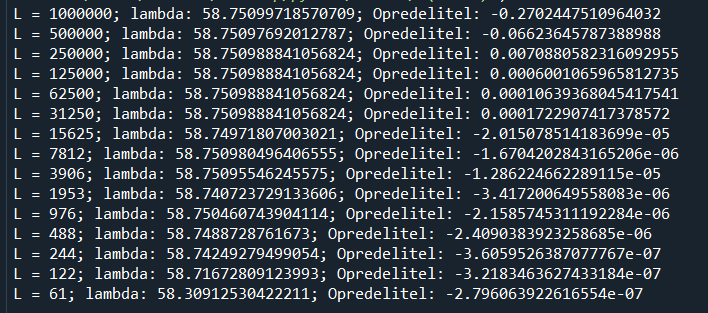 L = 1000000; lambda: 58.75099718570709; Opredelitel: -0.2702447510964032
L = 500000; lambda: 58.75097692012787; Opredelitel: -0.06623645787388988
L = 250000; lambda: 58.750988841056824; Opredelitel: 0.0070880582316092955
L = 125000; lambda: 58.750988841056824; Opredelitel: 0.0006001065965812735
L = 62500; lambda: 58.750988841056824; Opredelitel: 0.00010639368045417541
L = 31250; lambda: 58.750988841056824; Opredelitel: 0.0001722907417378572
L = 15625; lambda: 58.74971807003021; Opredelitel: -2.015078514183699e-05
L = 7812; lambda: 58.750980496406555; Opredelitel: -1.6704202843165206e-06
L = 3906; lambda: 58.75095546245575; Opredelitel: -1.286224662289115e-05
L = 1953; lambda: 58.740723729133606; Opredelitel: -3.417200649558083e-06
L = 976; lambda: 58.750460743904114; Opredelitel: -2.1585745311192284e-06
L = 488; lambda: 58.7488728761673; Opredelitel: -2.4090383923258685e-06
L = 244; lambda: 58.74249279499054; Opredelitel: -3.6059526387077767e-07
L = 122; lambda: 58.71672809123993; Opredelitel: -3.2183463627433184e-07
L = 61; lambda: 58.30912530422211; Opredelitel: -2.796063922616554e-07